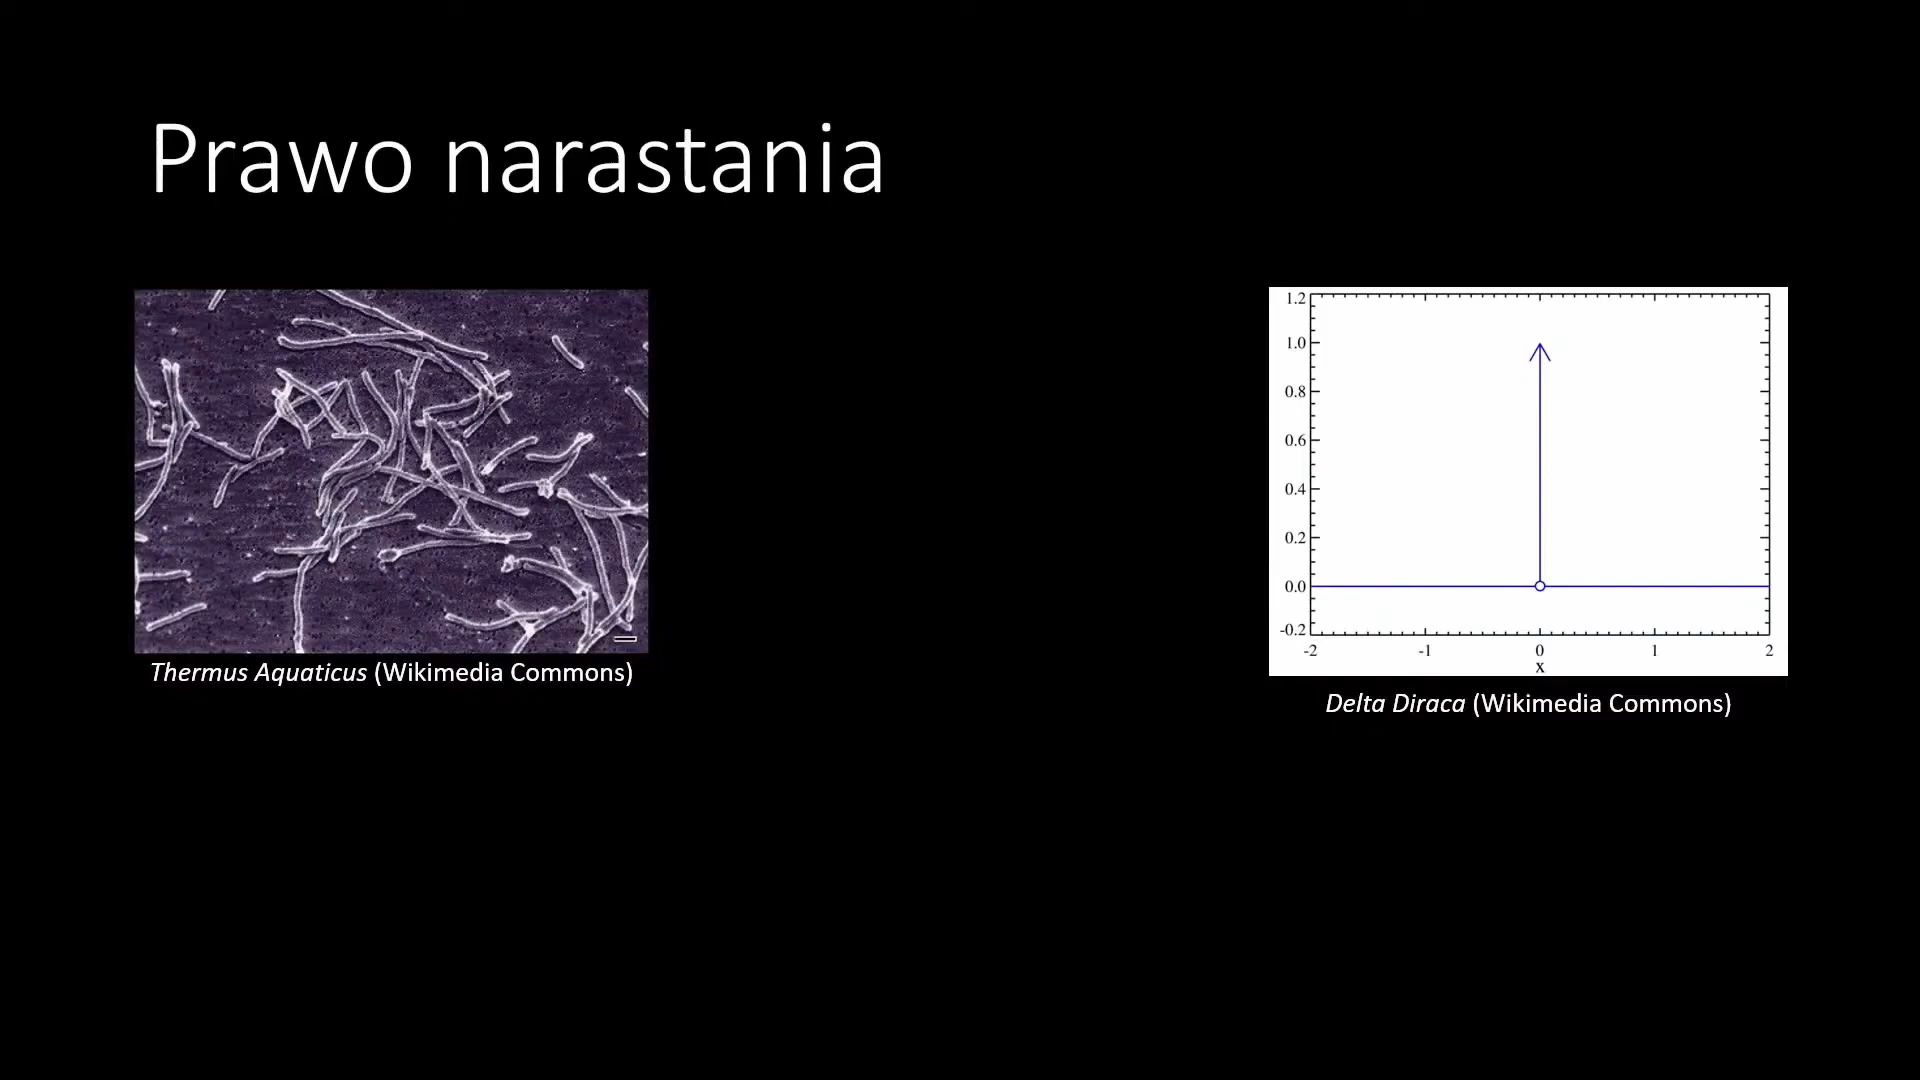 Prawo narastania
Thermus Aquaticus (Wikimedia Commons)
1.2
1.0
0.8
0.6
0.4
0.2
0.0
-0.2
-2 -1 0 1 2
x
Delta Diraca (Wikimedia Commons)